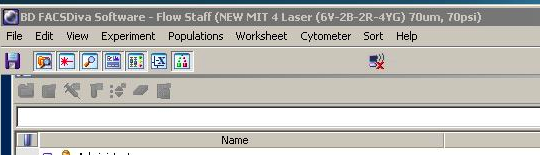 BD FACSDiva Software - Flow Staff (NEW MIT 4 Laser (6V-2B-2R-4YG) 70um, 70psi)
File Edit View Experiment Populations Worksheet Cytometer Sort Help
Name